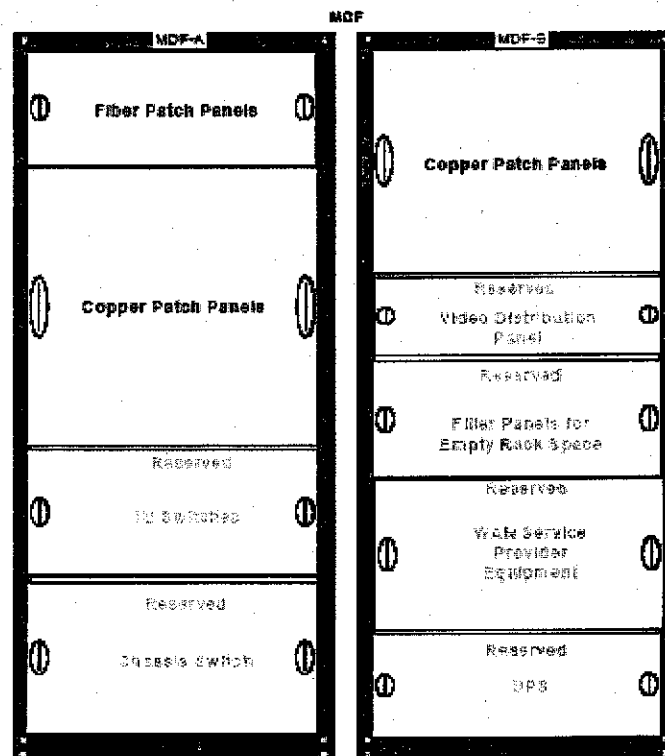 MDF
MDF-A
Fiber Patch Panels
Copper Patch Panels
Reserved
Switches
Reserved
Chassis Switch
MDF-B
Copper Patch Panels
Reserved
Video Distribution
Panel
Reserved
Filler Panels for
Empty Rack Space
Reserved
WAN Service
Provider
Equipment
Reserved
UPS